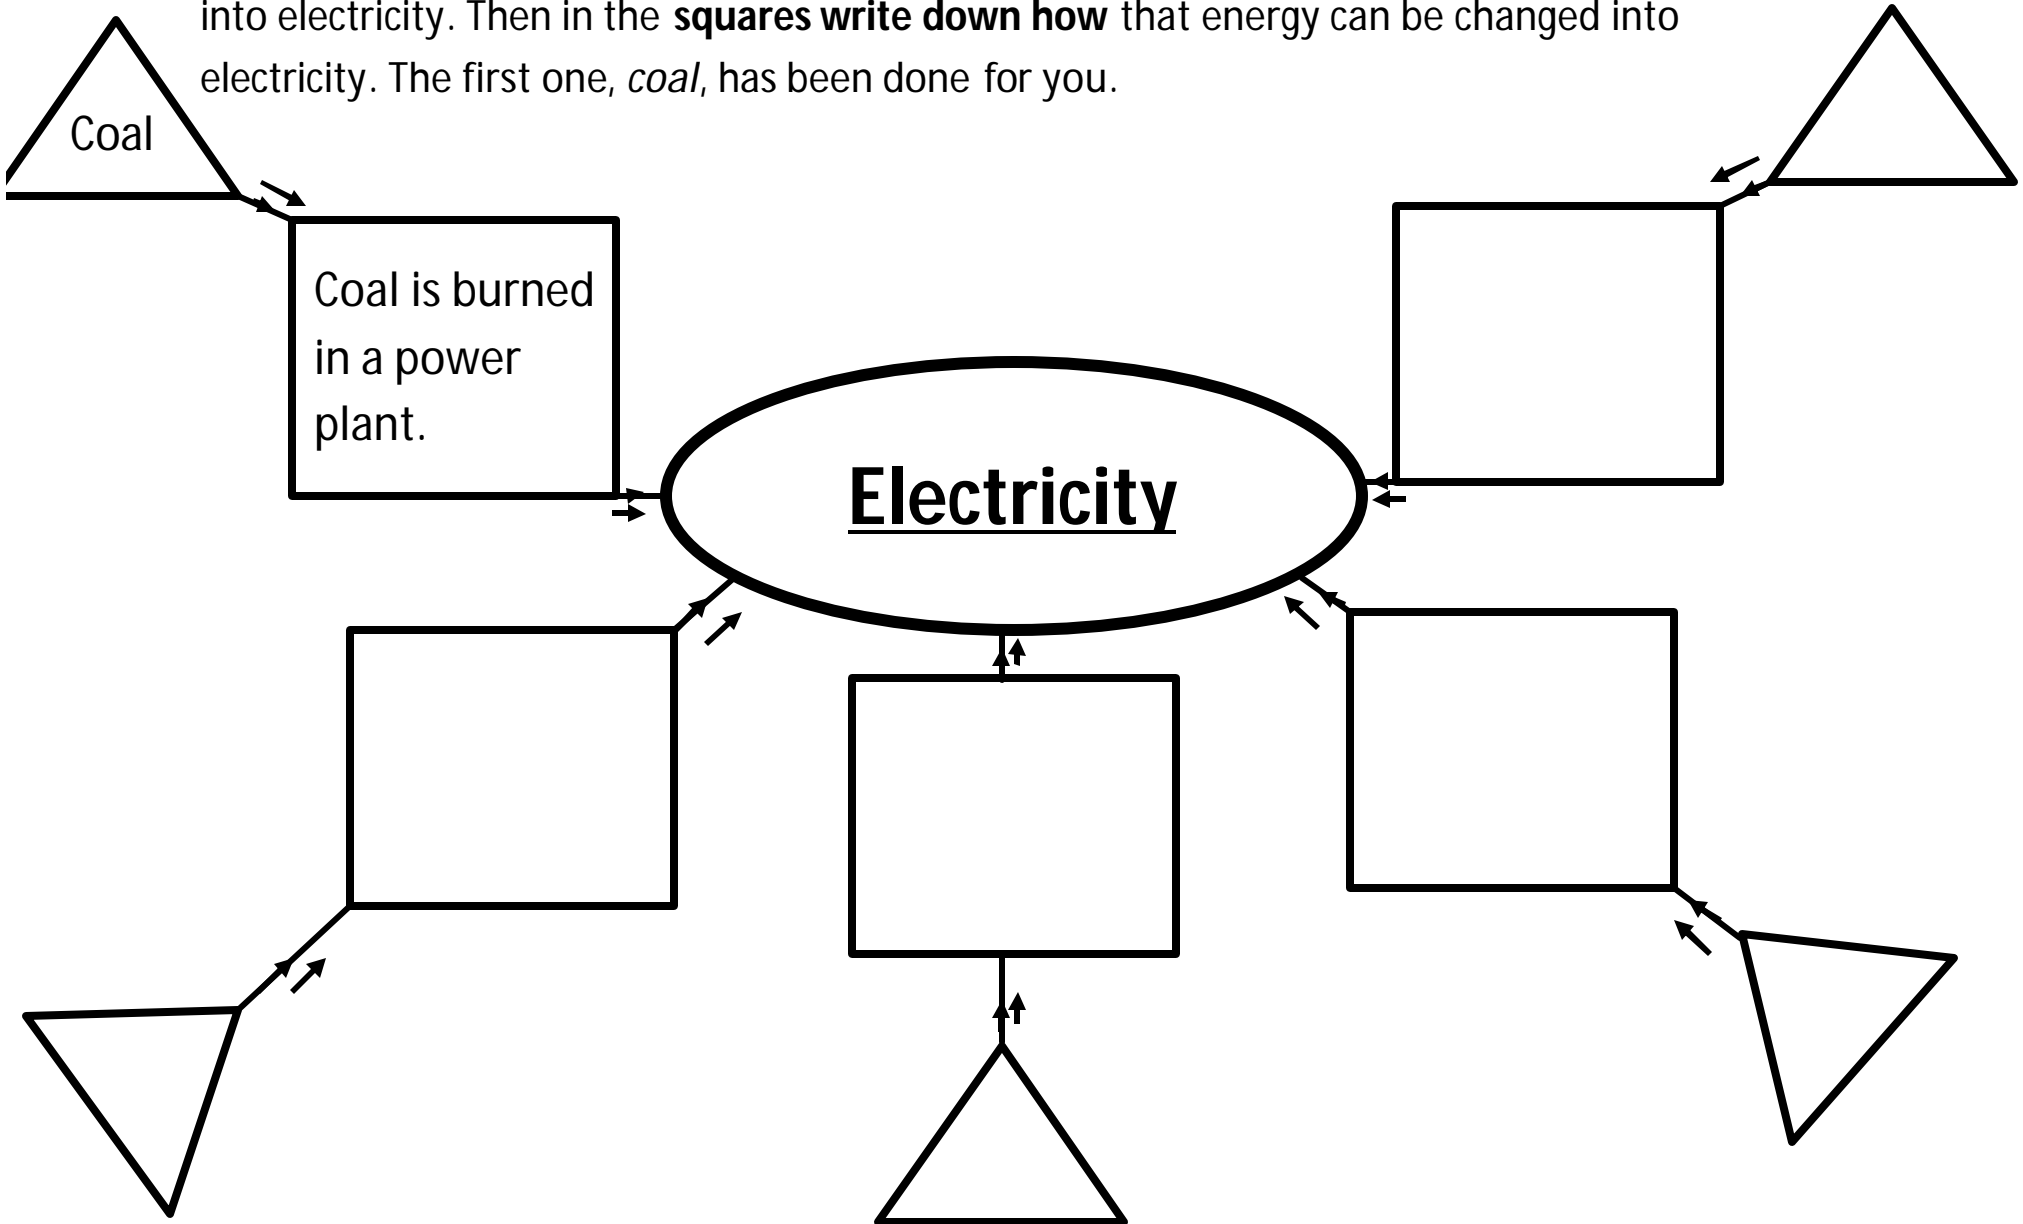 into electricity. Then in the squares write down how that energy can be changed into
electricity. The first one, coal, has been done for you.
Coal
Coal is burned
in a power
plant.
Electricity